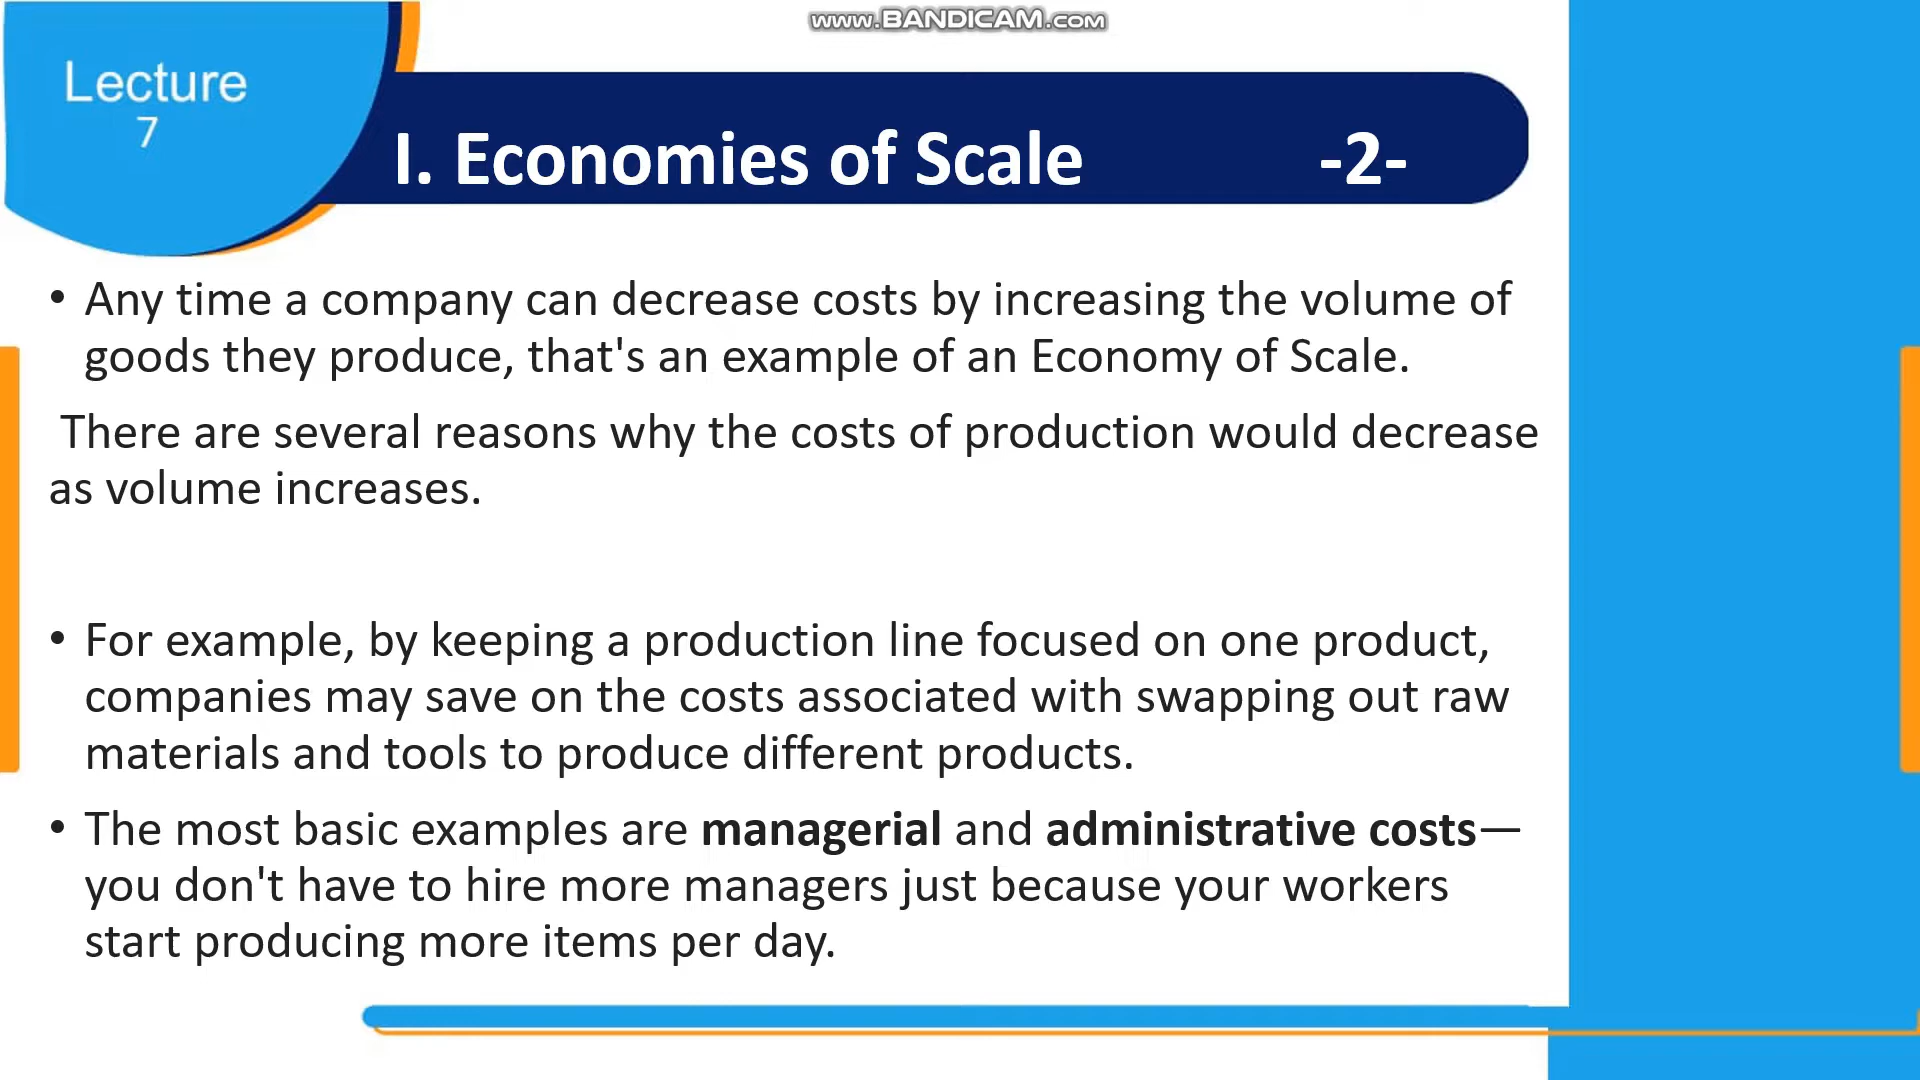 www.BANDICAM.com
Lecture
7
I. Economies of Scale -2-
• Any time a company can decrease costs by increasing the volume of
goods they produce, that's an example of an Economy of Scale.
There are several reasons why the costs of production would decrease
as volume increases.
• For example, by keeping a production line focused on one product,
companies may save on the costs associated with swapping out raw
materials and tools to produce different products.
• The most basic examples are managerial and administrative costs—
you don't have to hire more managers just because your workers
start producing more items per day.